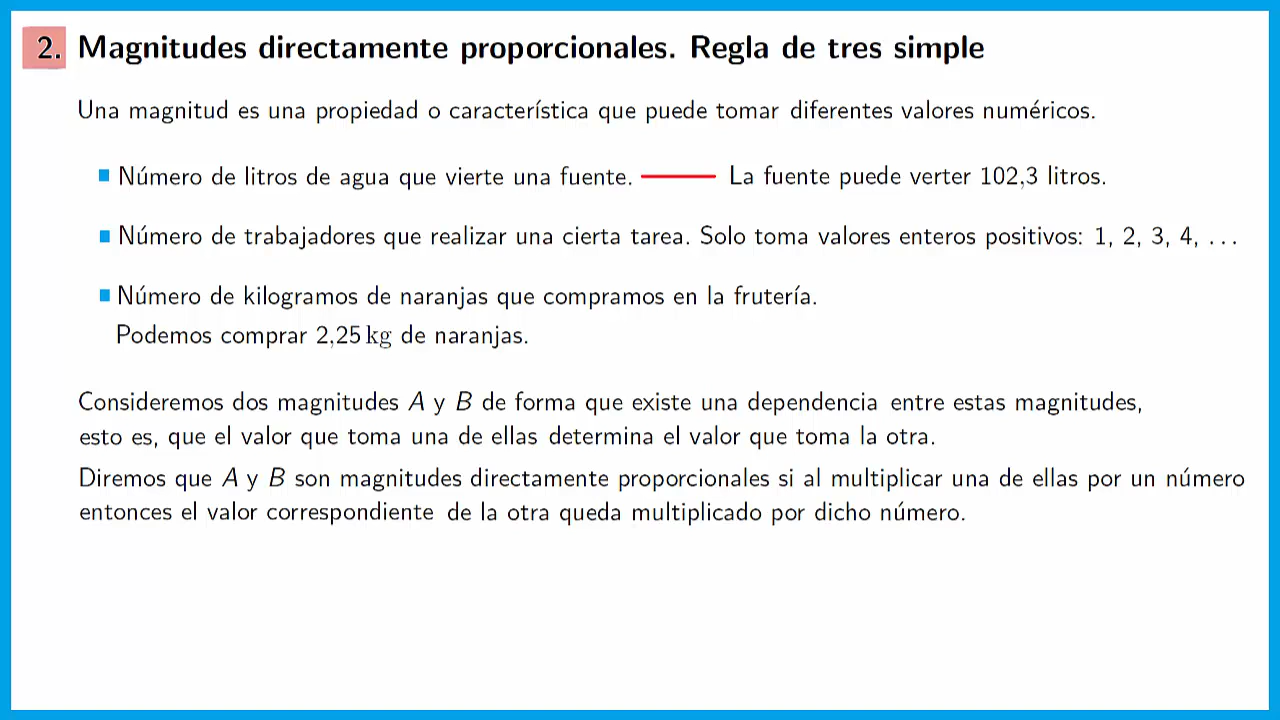 2. Magnitudes directamente proporcionales. Regla de tres simple
Una magnitud es una propiedad o característica que puede tomar diferentes valores numéricos.
Número de litros de agua que vierte una fuente. La fuente puede verter 102,3 litros.
Número de trabajadores que realizar una cierta tarea. Solo toma valores enteros positivos: 1, 2, 3, 4, ...
Número de kilogramos de naranjas que compramos en la frutería.
Podemos comprar 2,25 kg de naranjas.
Consideremos dos magnitudes A y B de forma que existe una dependencia entre estas magnitudes,
esto es, que el valor que toma una de ellas determina el valor que toma la otra.
Diremos que A y B son magnitudes directamente proporcionales si al multiplicar una de ellas por un número
entonces el valor correspondiente de la otra queda multiplicado por dicho número.